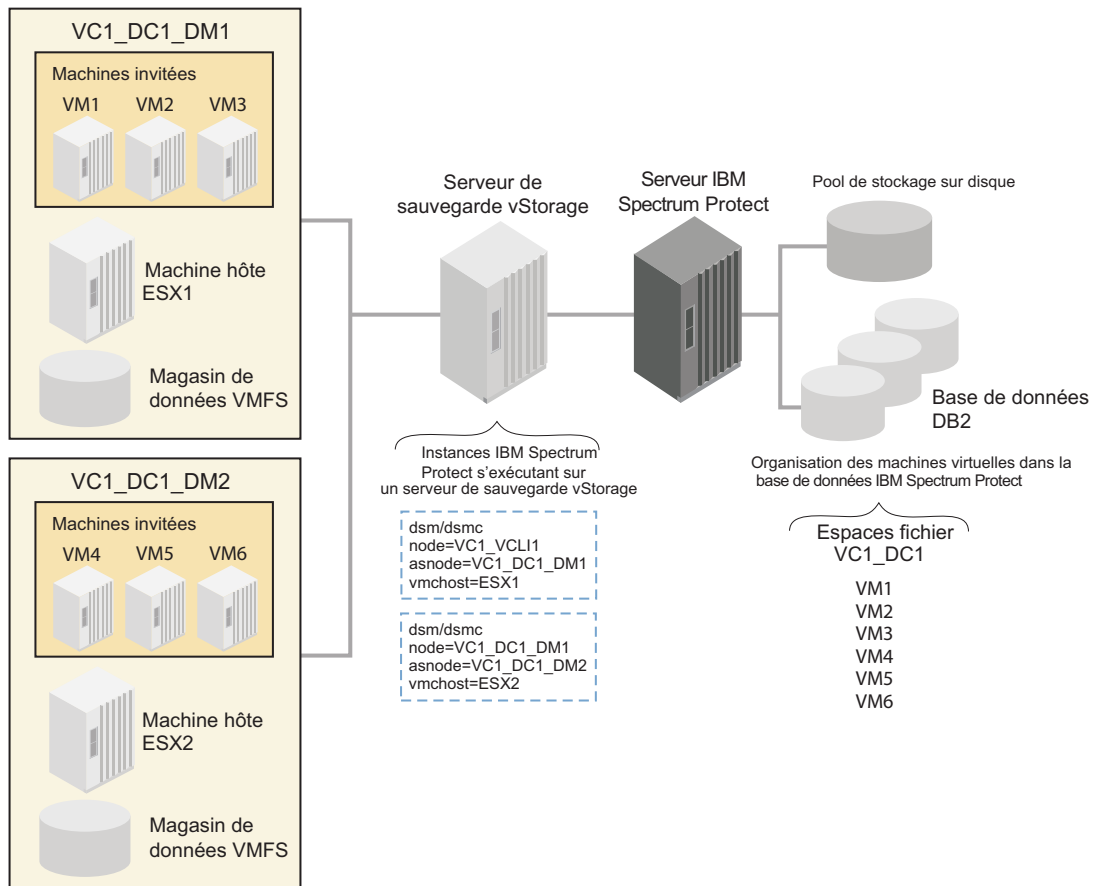 VC1_DC1_DM1
Machines invitées
VM1 VM2 VM3
Machine hôte
ESX1
Magasin de
données VMFS
VC1_DC1_DM2
Machines invitées
VM4 VM5 VM6
Machine hôte
ESX2
Magasin de
données VMFS
Serveur de
sauvegarde vStorage
Instances IBM Spectrum
Protect s'exécutant sur
un serveur de sauvegarde vStorage
dsm/dsmc
node=VC1_VCLI1
asnode=VC1_DC1_DM1
vmchost=ESX1
dsm/dsmc
node=VC1_DC1_DM1
asnode=VC1_DC1_DM2
vmchost=ESX2
Serveur IBM
Spectrum Protect
Pool de stockage sur disque
Base de données
DB2
Organisation des machines virtuelles dans la
base de données IBM Spectrum Protect
Espaces fichier
VC1_DC1
VM1
VM2
VM3
VM4
VM5
VM6